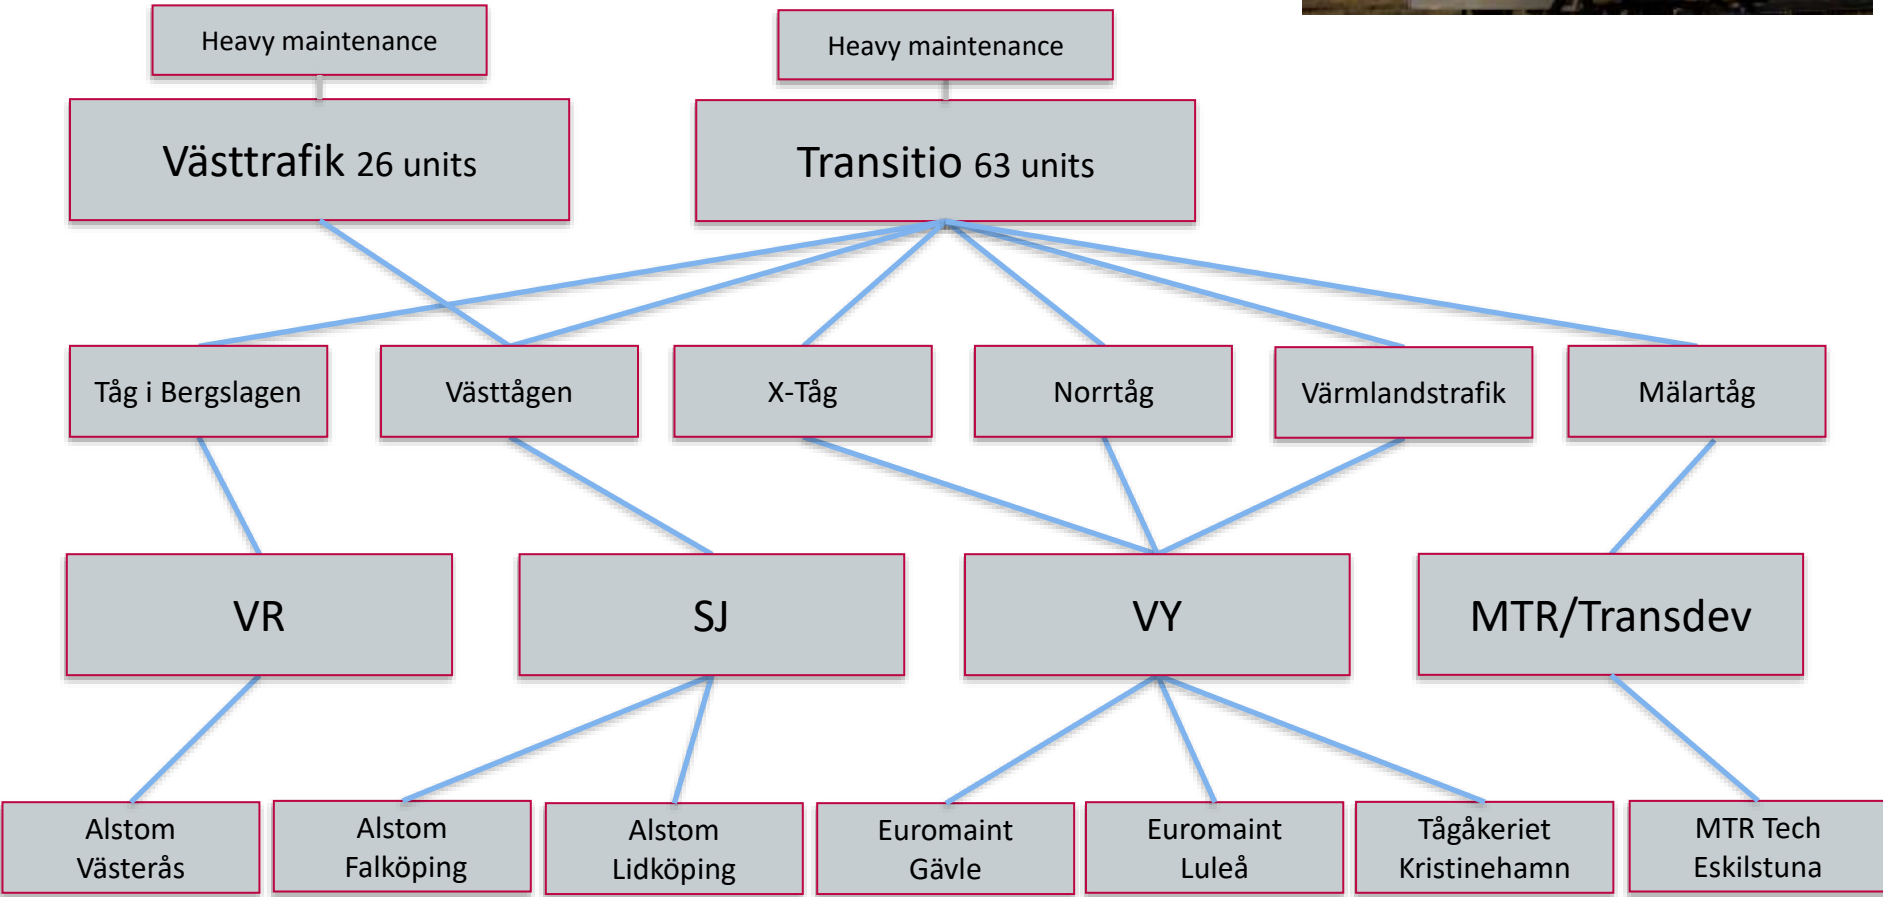 Heavy maintenance
Heavy maintenance
Västtrafik 26 units
Transitio 63 units
Tåg i Bergslagen
Västtågen
X-Tåg
Norrtåg
Värmlandstrafik
Mälartåg
VR
SJ
VY
MTR/Transdev
Alstom
Västerås
Alstom
Falköping
Alstom
Lidköping
Euromaint
Gävle
Euromaint
Luleå
Tågåkeriet
Kristinehamn
MTR Tech
Eskilstuna